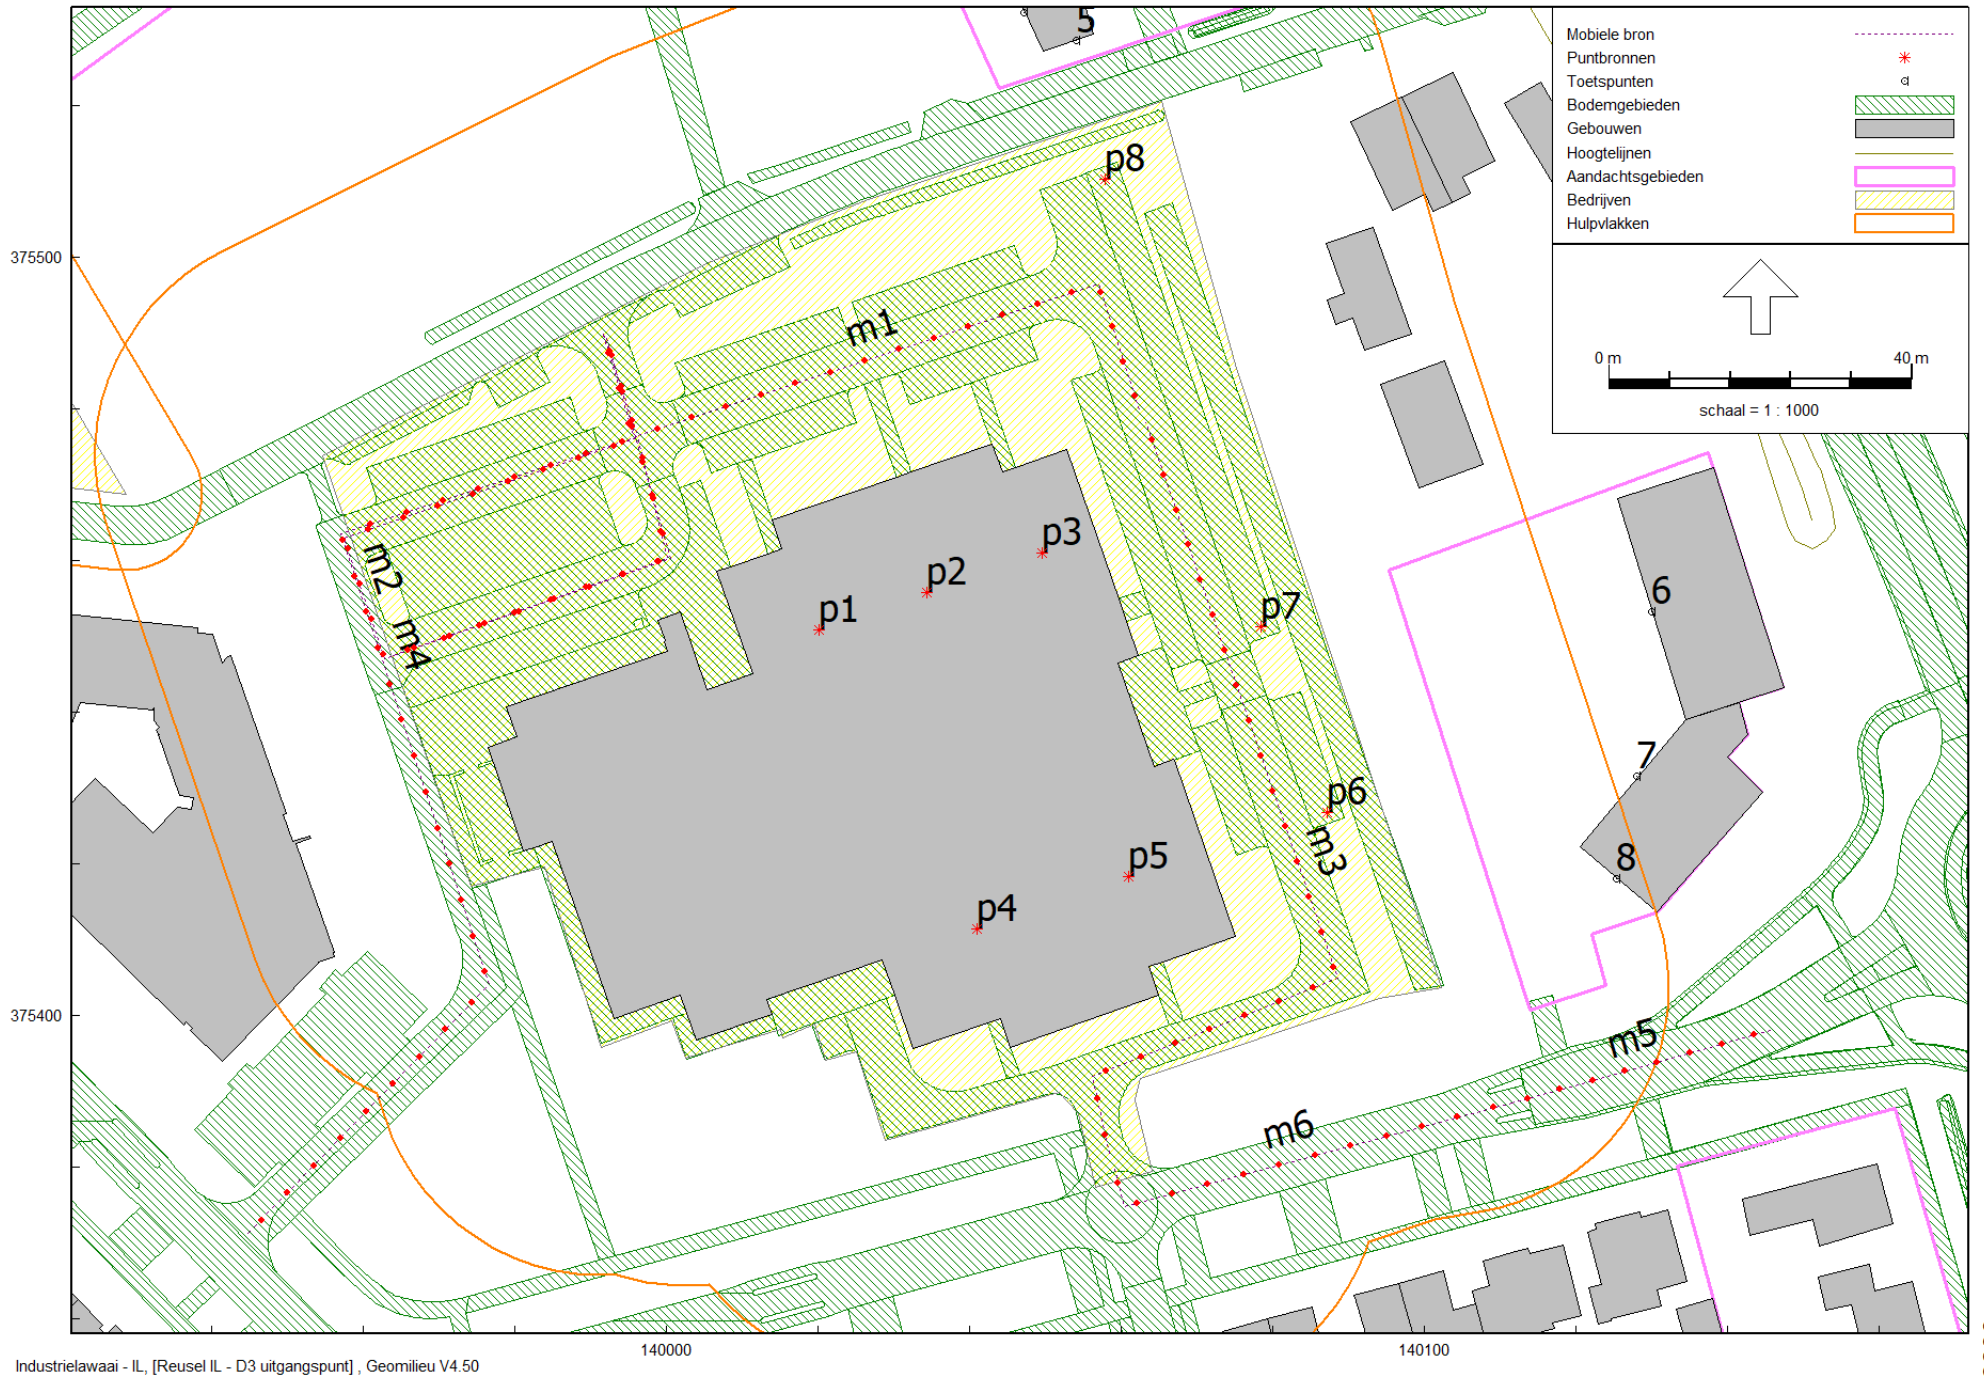 5
Mobiele bron
Puntbronnen
Toetspunten
Bodemgebieden
Gebouwen
Hoogtelijnen
Aandachtsgebieden
Bedrijven
Hulpvlakken
p8
375500
m1
0 m 40 m
schaal = 1 : 1000
p3
m2
p2
6
p1
p7
m4
7
p6
m3
p5
8
p4
375400
m5
m6
140000 140100
Industrielawaai - IL, [Reusel IL - D3 uitgangspunt] , Geomilieu V4.50